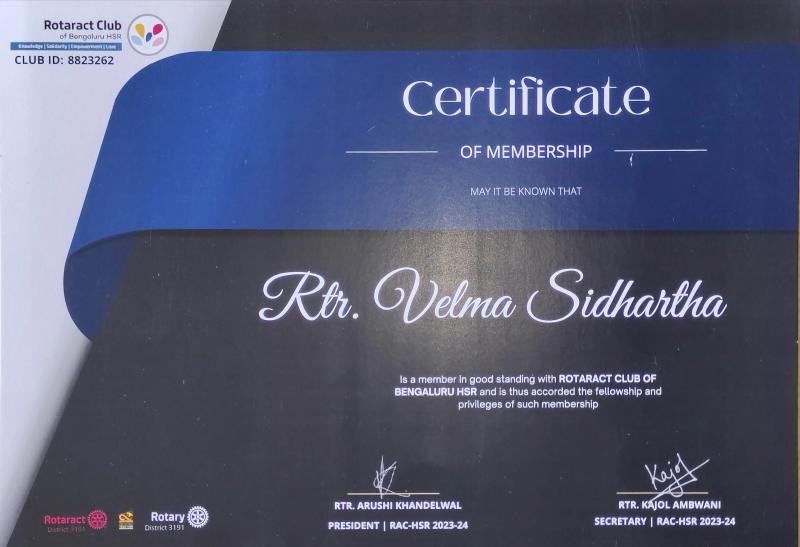 Rotaract Club
of Bengaluru HSR
Knowledge | Solidarity | Empowerment | Love
CLUB ID: 8823262
Certificate
OF MEMBERSHIP
MAY IT BE KNOWN THAT
Rtr. Velma Sidhartha
Is a member in good standing with ROTARACT CLUB OF
BENGALURU HSR and is thus accorded the fellowship and
privileges of such membership
Kajol
RTR. ARUSHI KHANDELWAL
PRESIDENT | RAC-HSR 2023-24
RTR. KAJOL AMBWANI
SECRETARY | RAC-HSR 2023-24
Rotaract
District 3191
Rotary
District 3191